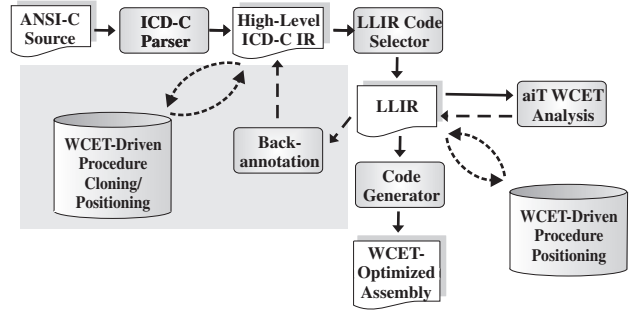 ANSI-C
Source
ICD-C
Parser
High-Level
ICD-C IR
LLIR Code
Selector
LLIR
aiT WCET
Analysis
WCET-Driven
Procedure
Cloning/
Positioning
Back-
annotation
Code
Generator
WCET-Driven
Procedure
Positioning
WCET-
Optimized
Assembly